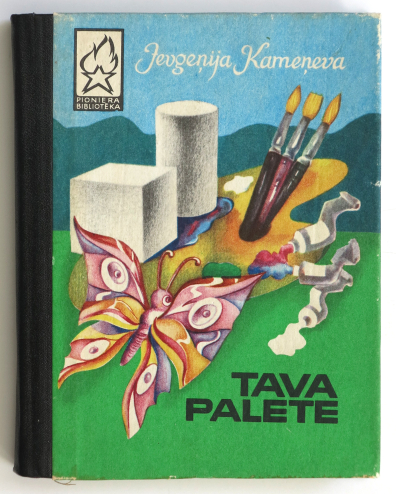 PIONIERA
BIBLIOTĒKA
Jevgeņija Kameņeva
TAVA
PALETE